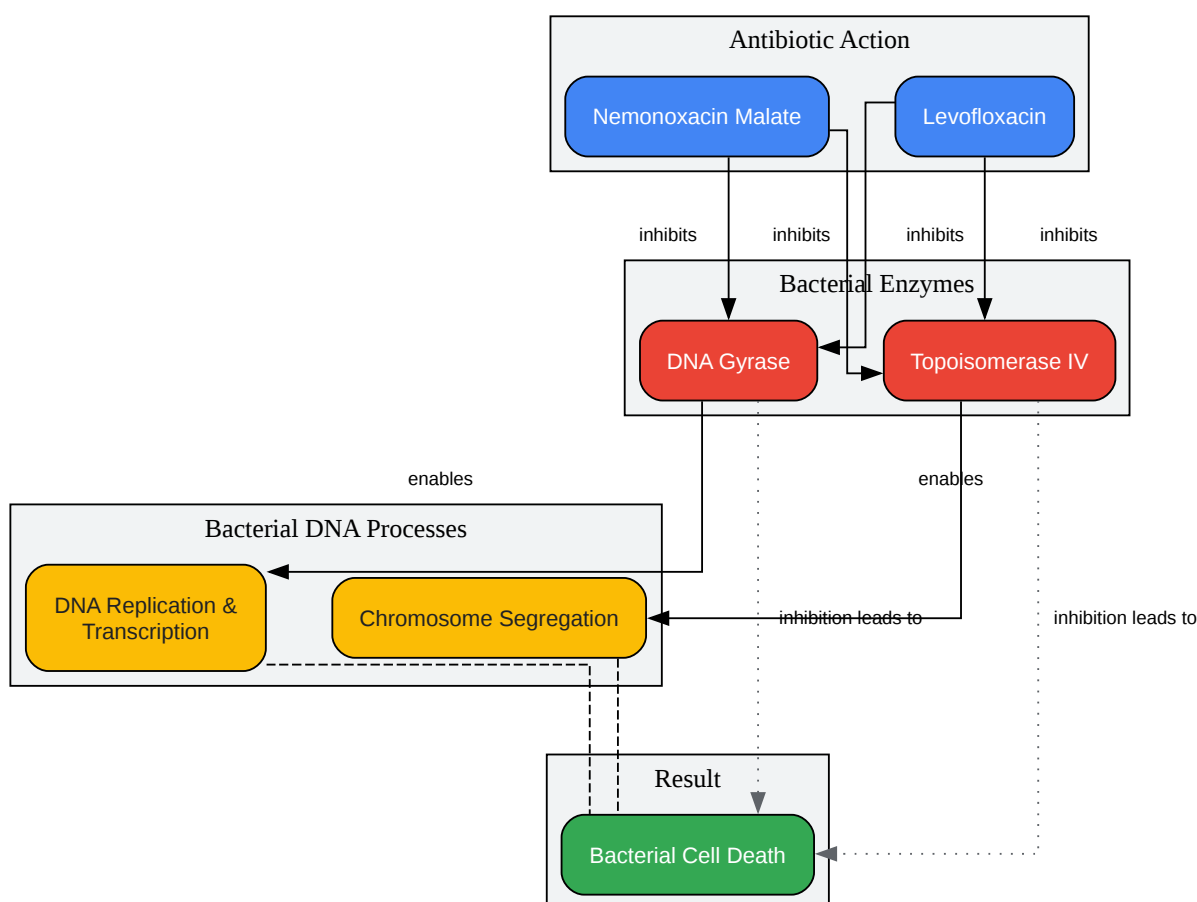 Antibiotic Action
Nemonoxacin Malate
Levofloxacin
inhibits
inhibits
inhibits
inhibits
Bacterial Enzymes
DNA Gyrase
Topoisomerase IV
enables
enables
Bacterial DNA Processes
DNA Replication &
Transcription
Chromosome Segregation
inhibition leads to
inhibition leads to
Result
Bacterial Cell Death